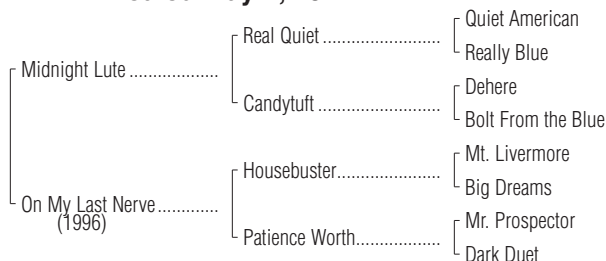 Real Quiet ........................
Quiet American
Really Blue
Midnight Lute ..................
Candytuft .........................
Dehere
Bolt From the Blue
Housebuster.....................
Mt. Livermore
Big Dreams
On My Last Nerve ............
(1996)
Patience Worth.................
Mr. Prospector
Dark Duet